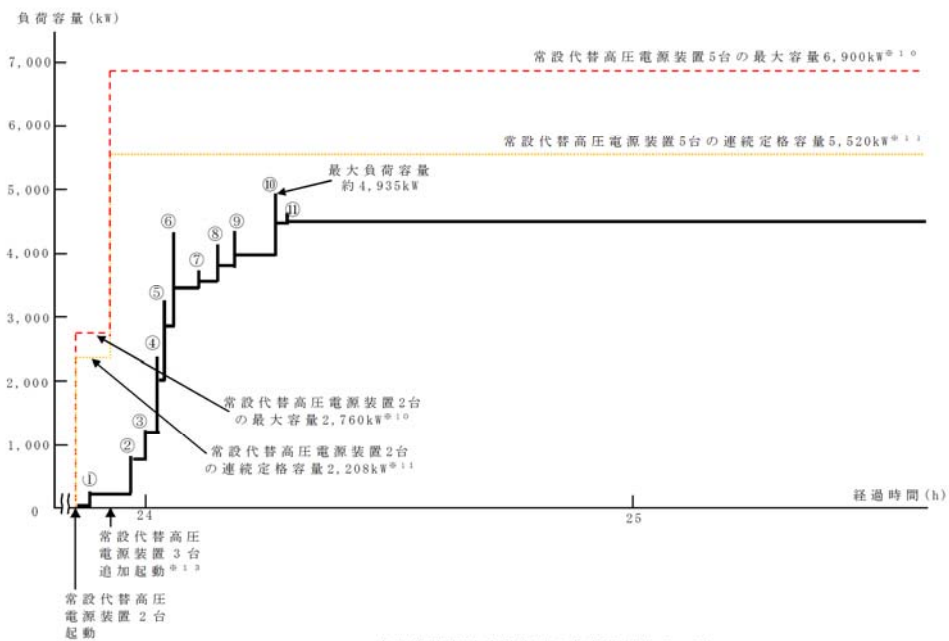 負荷容量(kW)
7,000
常設代替高圧電源装置5台の最大容量6,900kW※10
6,000
常設代替高圧電源装置5台の連続定格容量5,520kW※11
5,000
最大負荷容量
約4,935kW
⑩
⑪
⑥
⑨
⑧
⑦
4,000
⑤
3,000
④
2,000
常設代替高圧電源装置2台
の最大容量2,760kW※10
③
常設代替高圧電源装置2台
の連続定格容量2,208kW※11
②
1,000
①
経過時間(h)
0
24
25
常設代替高圧
電源装置3台
追加起動※13
常設代替高圧
電源装置2台
起動